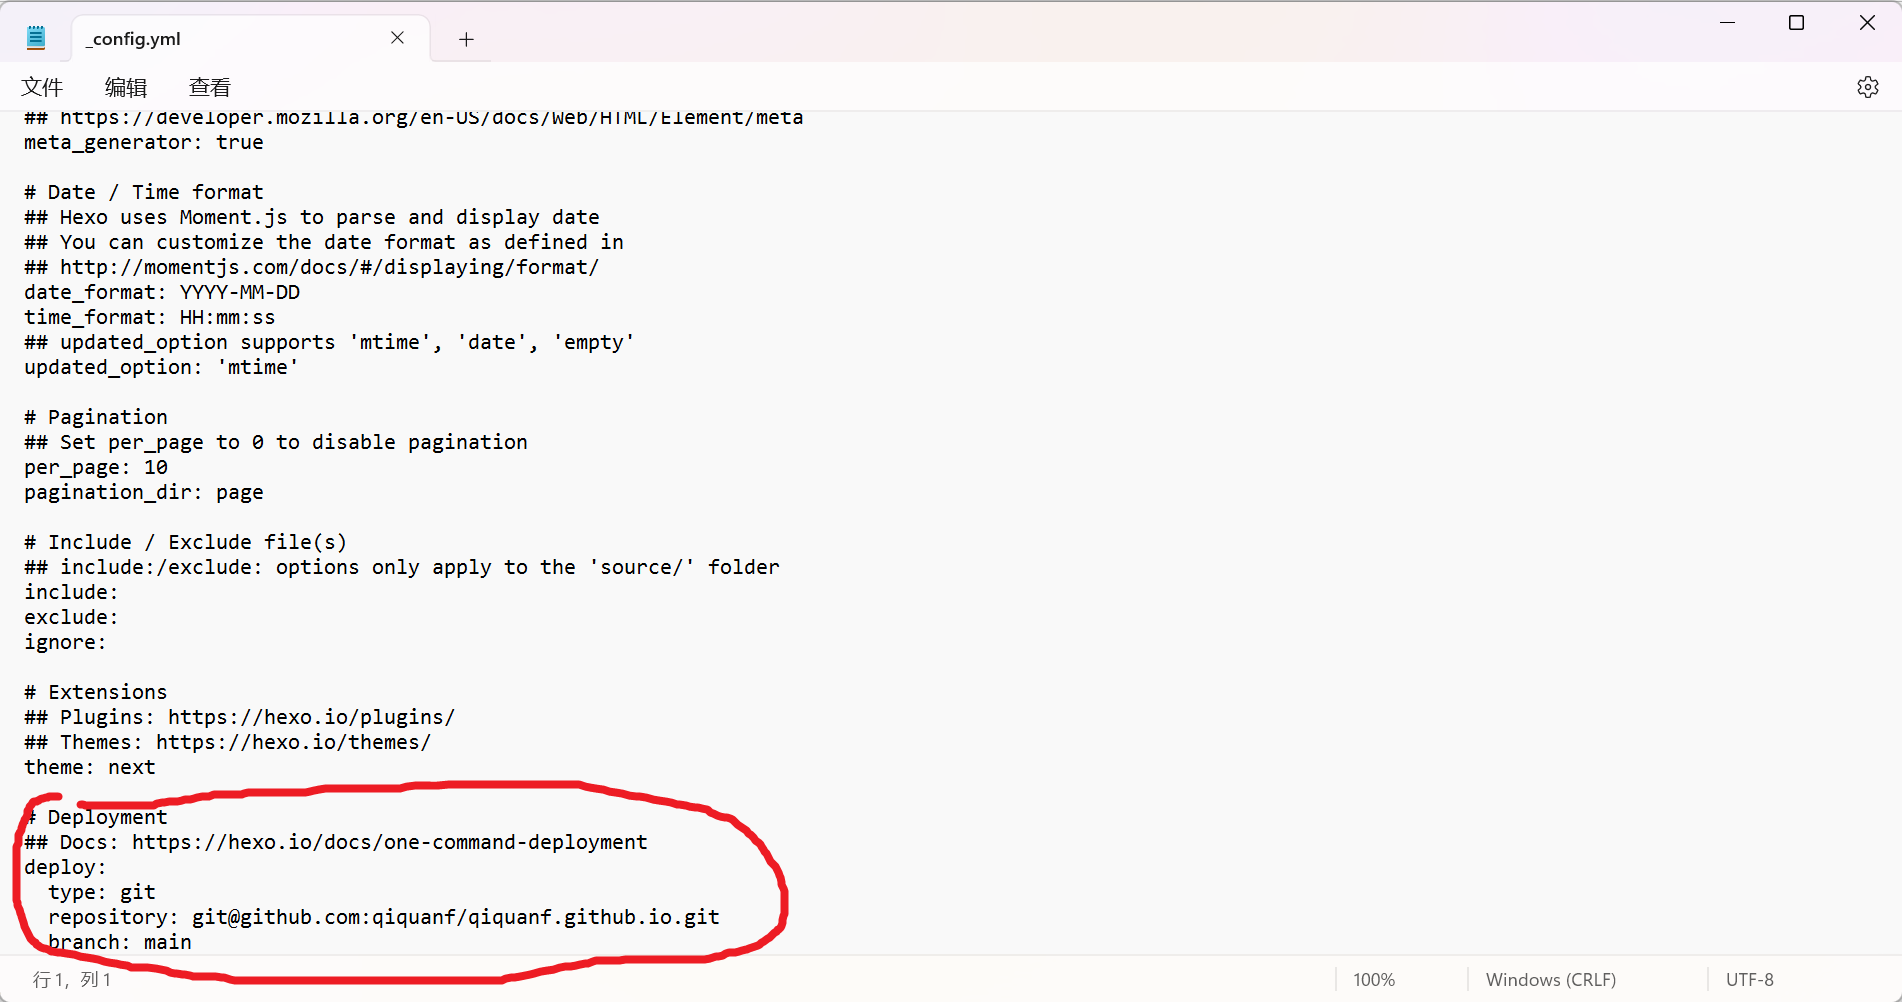 _config.yml
文件 编辑 查看
## https://developer.mozilla.org/en-US/docs/Web/HTML/Element/meta
meta_generator: true
# Date / Time format
## Hexo uses Moment.js to parse and display date
## You can customize the date format as defined in
## http://momentjs.com/docs/#/displaying/format/
date_format: YYYY-MM-DD
time_format: HH:mm:ss
## updated_option supports 'mtime', 'date', 'empty'
updated_option: 'mtime'
# Pagination
## Set per_page to 0 to disable pagination
per_page: 10
pagination_dir: page
# Include / Exclude file(s)
## include:/exclude: options only apply to the 'source/' folder
include:
exclude:
ignore:
# Extensions
## Plugins: https://hexo.io/plugins/
## Themes: https://hexo.io/themes/
theme: next
# Deployment
## Docs: https://hexo.io/docs/one-command-deployment
deploy:
  type: git
  repository: git@github.com:qiquanf/qiquanf.github.io.git
  branch: main
行 1，列 1 100% Windows (CRLF) UTF-8